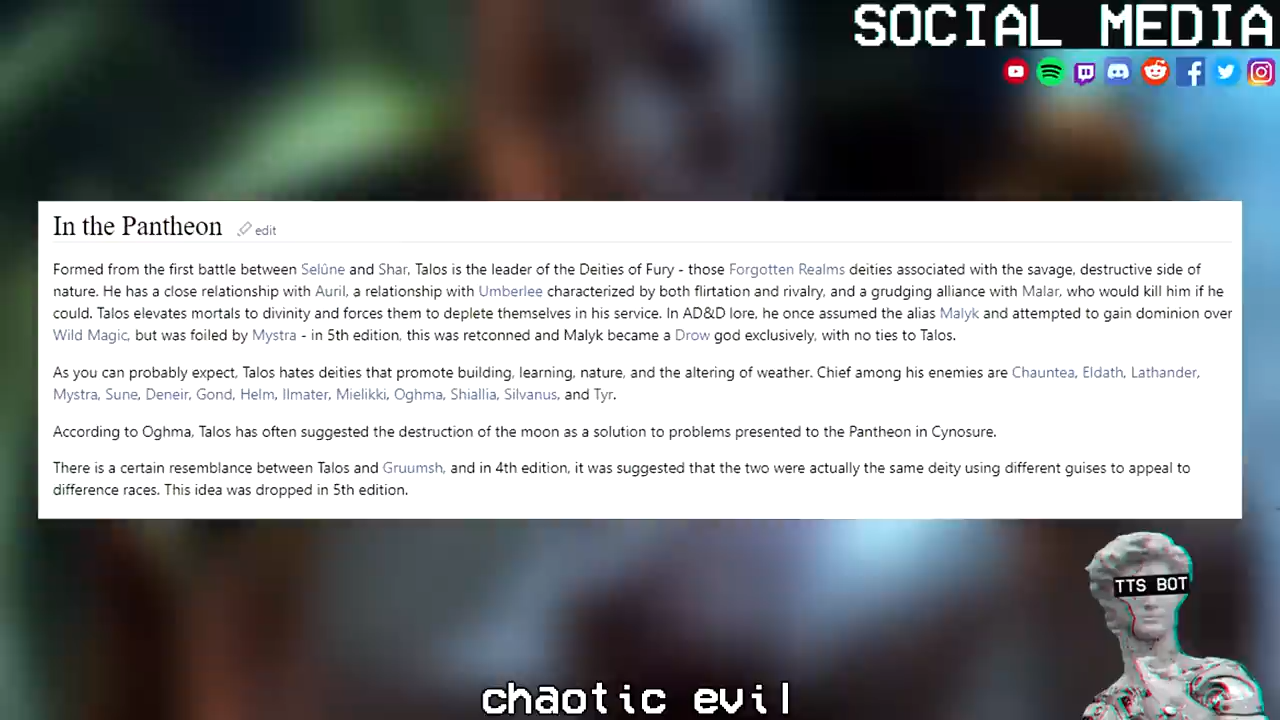 SOCIAL MEDIA
In the Pantheon edit
Formed from the first battle between Selûne and Shar, Talos is the leader of the Deities of Fury - those Forgotten Realms deities associated with the savage, destructive side of
nature. He has a close relationship with Auril, a relationship with Umberlee characterized by both flirtation and rivalry, and a grudging alliance with Malar, who would kill him if he
could. Talos elevates mortals to divinity and forces them to deplete themselves in his service. In AD&D lore, he once assumed the alias Malyk and attempted to gain dominion over
Wild Magic, but was foiled by Mystra - in 5th edition, this was retconned and Malyk became a Drow god exclusively, with no ties to Talos.
As you can probably expect, Talos hates deities that promote building, learning, nature, and the altering of weather. Chief among his enemies are Chauntea, Eldath, Lathander,
Mystra, Sune, Deneir, Gond, Helm, Ilmater, Mielikki, Oghma, Shiallia, Silvanus, and Tyr.
According to Oghma, Talos has often suggested the destruction of the moon as a solution to problems presented to the Pantheon in Cynosure.
There is a certain resemblance between Talos and Gruumsh, and in 4th edition, it was suggested that the two were actually the same deity using different guises to appeal to
difference races. This idea was dropped in 5th edition.
TTS BOT
chaotic evil